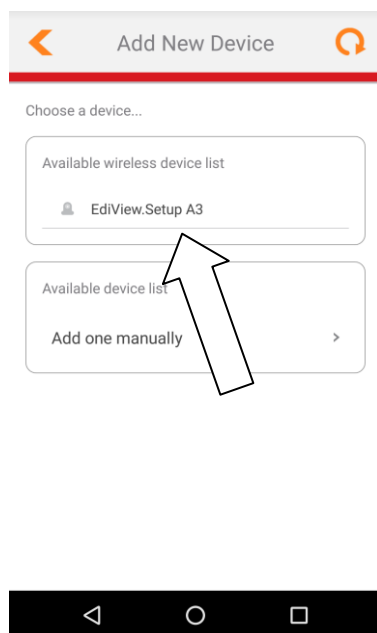 Add New Device
Choose a device...
Available wireless device list
EdiView.Setup A3
Available device list
Add one manually